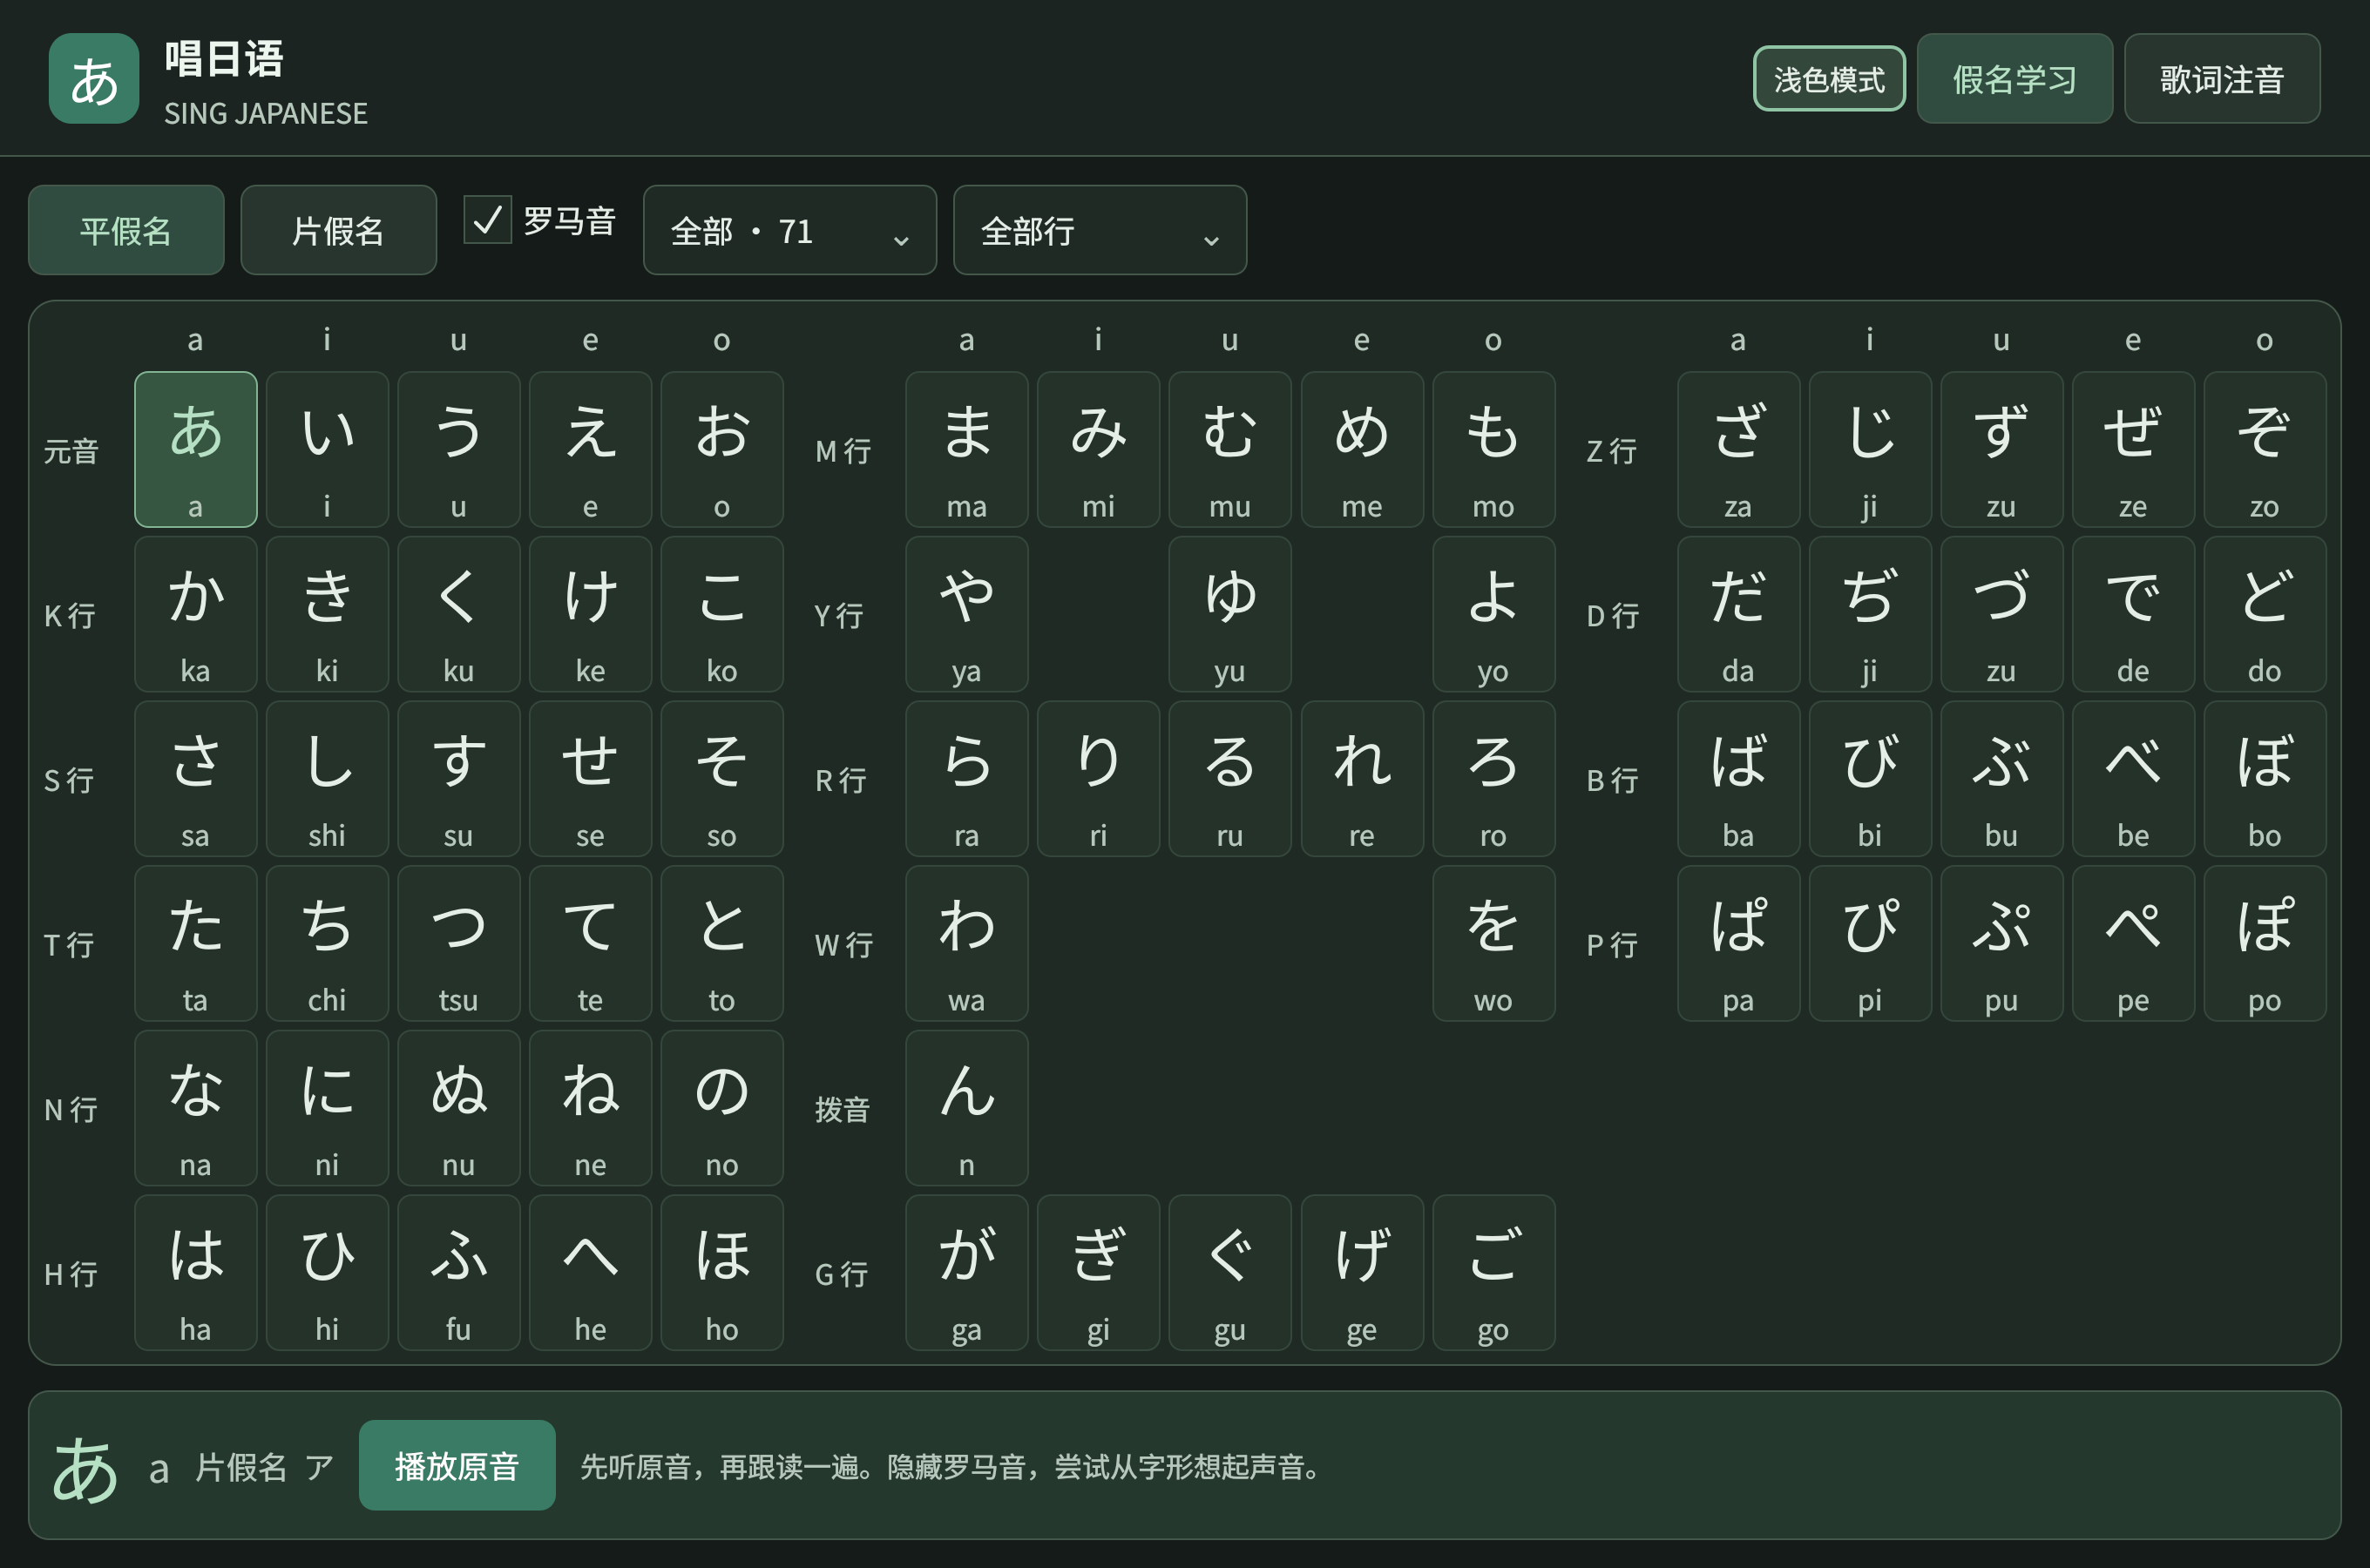 あ
唱日语
SING JAPANESE
浅色模式 假名学习 歌词注音
平假名 片假名 罗马音 全部 · 71 全部行
a i u e o a i u e o a i u e o
元音 あ い う え お M 行 ま み む め も Z 行 ざ じ ず ぜ ぞ
a i u e o ma mi mu me mo za ji zu ze zo
K 行 か き く け こ Y 行 や ゆ よ D 行 だ ぢ づ で ど
ka ki ku ke ko ya yu yo da ji zu de do
S 行 さ し す せ そ R 行 ら り る れ ろ B 行 ば び ぶ べ ぼ
sa shi su se so ra ri ru re ro ba bi bu be bo
T 行 た ち つ て と W 行 わ を P 行 ぱ ぴ ぷ ぺ ぽ
ta chi tsu te to wa wo pa pi pu pe po
N 行 な に ぬ ね の 拨音 ん
na ni nu ne no n
H 行 は ひ ふ へ ほ G 行 が ぎ ぐ げ ご
ha hi fu he ho ga gi gu ge go
あ a 片假名 ア 播放原音 先听原音，再跟读一遍。隐藏罗马音，尝试从字形想起声音。